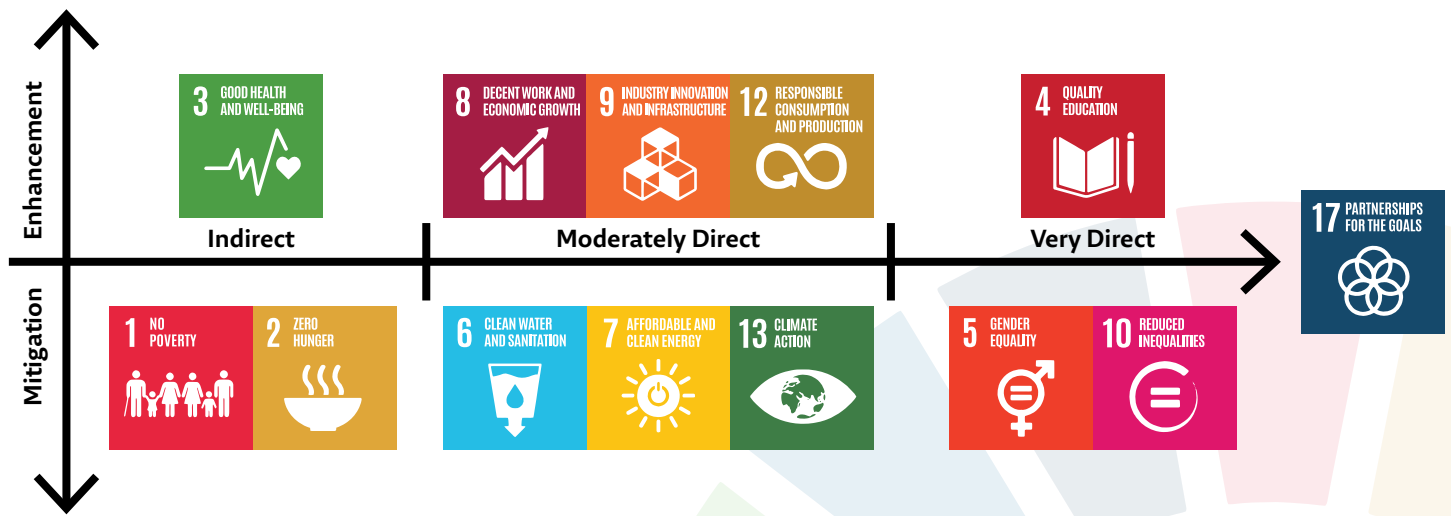 Enhancement
3 GOOD HEALTH
AND WELL-BEING
8 DECENT WORK AND
ECONOMIC GROWTH
9 INDUSTRY INNOVATION
AND INFRASTRUCTURE
12 RESPONSIBLE
CONSUMPTION
AND PRODUCTION
4 QUALITY
EDUCATION
Indirect
Moderately Direct
Very Direct
17 PARTNERSHIPS
FOR THE GOALS
Mitigation
1 NO
POVERTY
2 ZERO
HUNGER
6 CLEAN WATER
AND SANITATION
7 AFFORDABLE AND
CLEAN ENERGY
13 CLIMATE
ACTION
5 GENDER
EQUALITY
10 REDUCED
INEQUALITIES